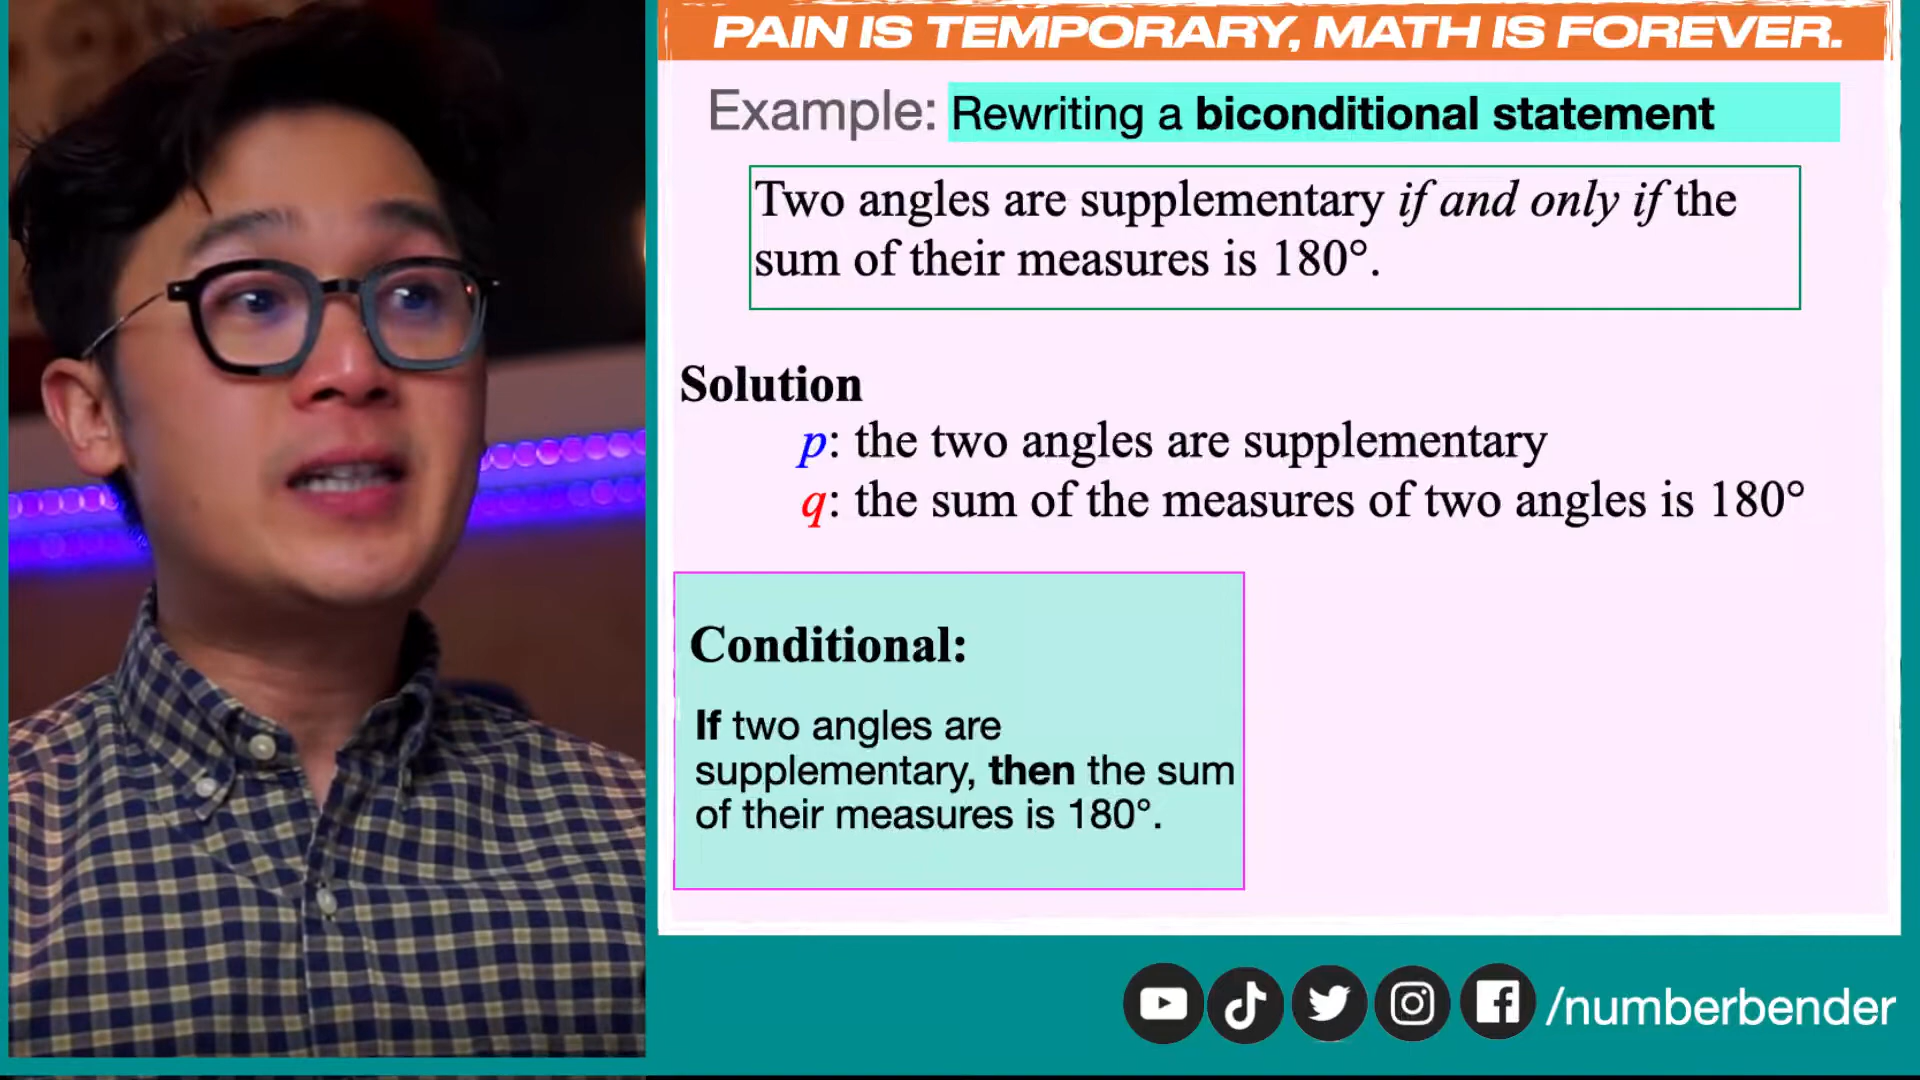 PAIN IS TEMPORARY, MATH IS FOREVER.
Example: Rewriting a biconditional statement
Two angles are supplementary if and only if the
sum of their measures is 180°.
Solution
p: the two angles are supplementary
q: the sum of the measures of two angles is 180°
Conditional:
If two angles are
supplementary, then the sum
of their measures is 180°.
/numberbender